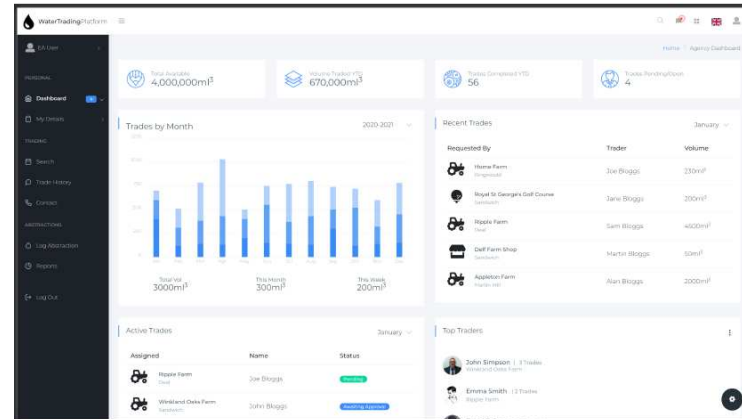 WaterTradingPlatform
EA User
Home Agency Dashboard
PERSONAL
Dashboard
My Details
TRADING
Search
Trade History
Contact
ABSTRACTIONS
Log Abstraction
Reports
Log Out
Total Available
4,000,000ml³
Volume Traded YTD
670,000ml³
Trades Completed YTD
56
Trades Pending/Open
4
Trades by Month
2020-2021
Total Vol
3000ml³
This Month
300ml³
This Week
200ml³
Recent Trades
January
Requested By Trader Volume
Home Farm
Ringwould
Joe Bloggs 230ml³
Royal St George's Golf Course
Sandwich
Jane Bloggs 200ml³
Ripple Farm
Deal
Sam Bloggs 4500ml³
Delf Farm Shop
Sandwich
Martin Bloggs 50ml³
Appleton Farm
Martin Mill
Alan Bloggs 2000ml³
Active Trades
January
Assigned Name Status
Ripple Farm
Deal
Joe Bloggs Pending
Winkland Oaks Farm
Sandwich
John Bloggs Awaiting Approval
Top Traders
John Simpson | 3 Trades
Winkland Oaks Farm
Emma Smith | 2 Trades
Ripple Farm